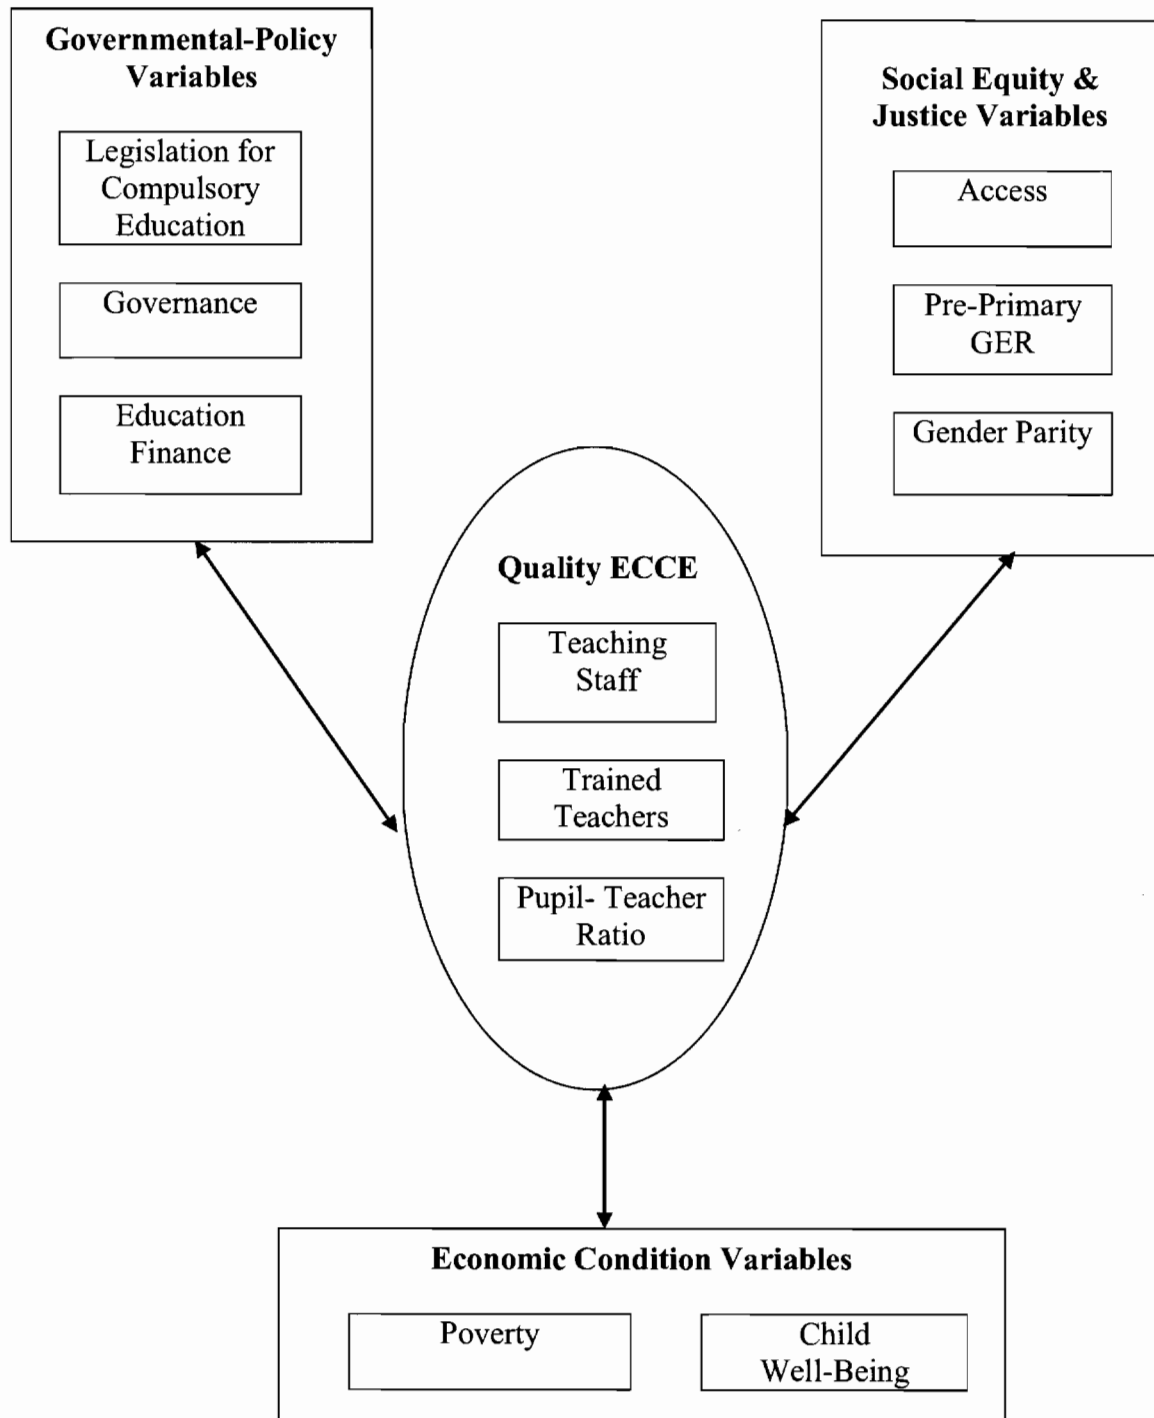 Governmental-Policy
Variables
Legislation for
Compulsory
Education
Governance
Education
Finance
Social Equity &
Justice Variables
Access
Pre-Primary
GER
Gender Parity
Quality ECCE
Teaching
Staff
Trained
Teachers
Pupil- Teacher
Ratio
Economic Condition Variables
Poverty
Child
Well-Being